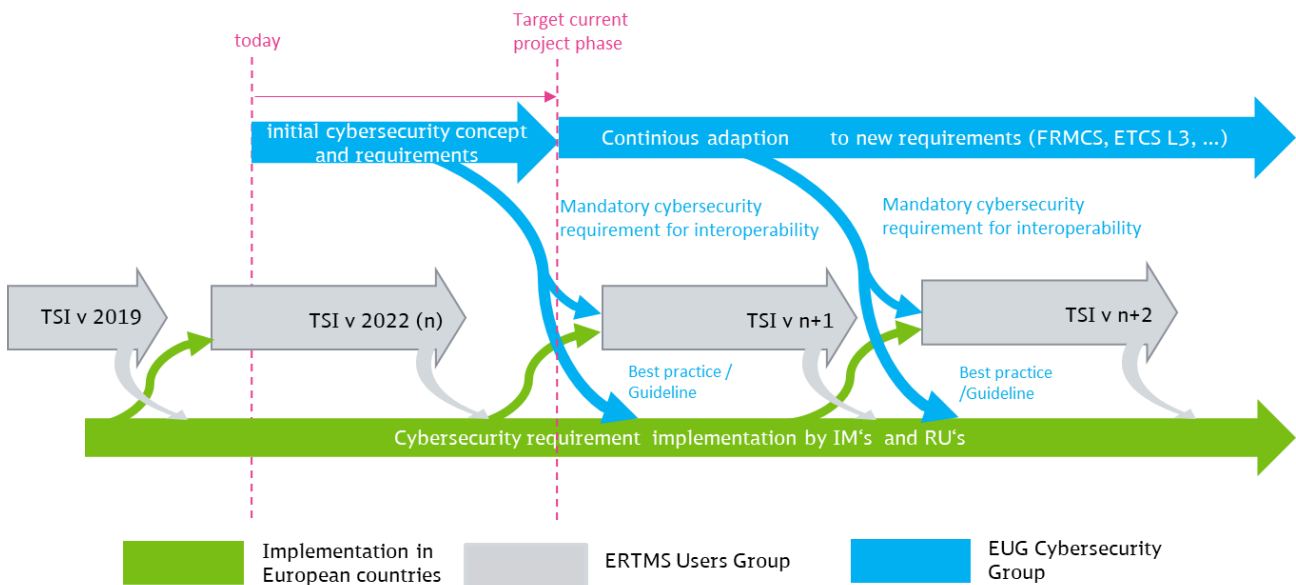 today
Target current
project phase
initial cybersecurity concept
and requirements
Continious adaption to new requirements (FRMCS, ETCS L3, ...)
Mandatory cybersecurity
requirement for interoperability
Mandatory cybersecurity
requirement for interoperability
TSI v 2019
TSI v 2022 (n)
TSI v n+1
TSI v n+2
Best practice /
Guideline
Best practice
/Guideline
Cybersecurity requirement implementation by IM‘s and RU‘s
Implementation in
European countries
ERTMS Users Group
EUG Cybersecurity
Group